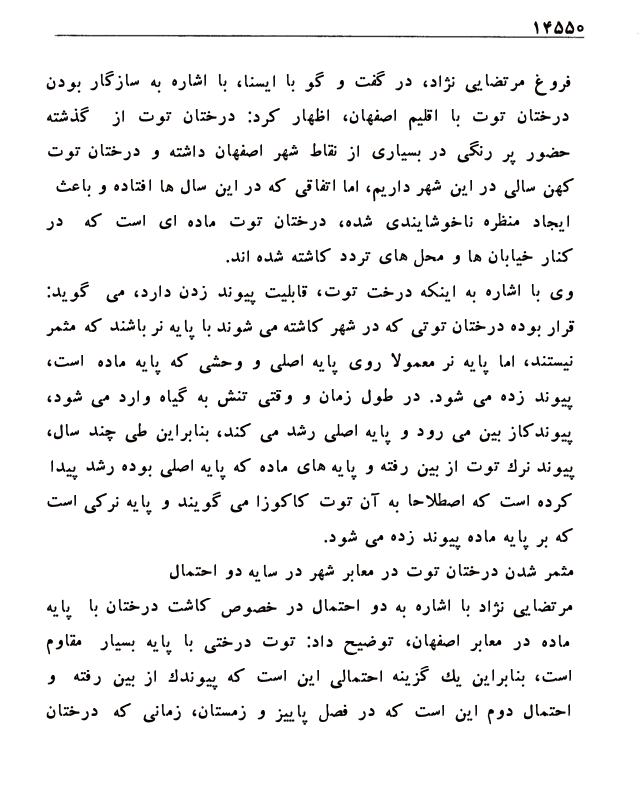 ۱۴۵۵۰
فروغ مرتضایی نژاد، در گفت و گو با ایسنا، با اشاره به سازگار بودن
درختان توت با اقلیم اصفهان، اظهار کرد: درختان توت از گذشته
حضور پر رنگی در بسیاری از نقاط شهر اصفهان داشته و درختان توت
کهن سالی در این شهر داریم، اما اتفاقی که در این سال ها افتاده و باعث
ایجاد منظره ناخوشایندی شده، درختان توت ماده ای است که در
کنار خیابان ها و محل های تردد کاشته شده اند.
وی با اشاره به اینکه درخت توت، قابلیت پیوند زدن دارد، می گوید:
قرار بوده درختان توتی که در شهر کاشته می شوند با پایه نر باشند که مثمر
نیستند، اما پایه نر معمولا روی پایه اصلی و وحشی که پایه ماده است،
پیوند زده می شود. در طول زمان و وقتی تنش به گیاه وارد می شود،
پیوندکاز بین می رود و پایه اصلی رشد می کند، بنابراین طی چند سال،
پیوند نرك توت از بین رفته و پایه های ماده که پایه اصلی بوده رشد پیدا
کرده است که اصطلاحا به آن توت کاکوزا می گویند و پایه نرکی است
که بر پایه ماده پیوند زده می شود.
مثمر شدن درختان توت در معابر شهر در سایه دو احتمال
مرتضایی نژاد با اشاره به دو احتمال در خصوص کاشت درختان با پایه
ماده در معابر اصفهان، توضیح داد: توت درختی با پایه بسیار مقاوم
است، بنابراین یك گزینه احتمالی این است که پیوندك از بین رفته و
احتمال دوم این است که در فصل پاییز و زمستان، زمانی که درختان